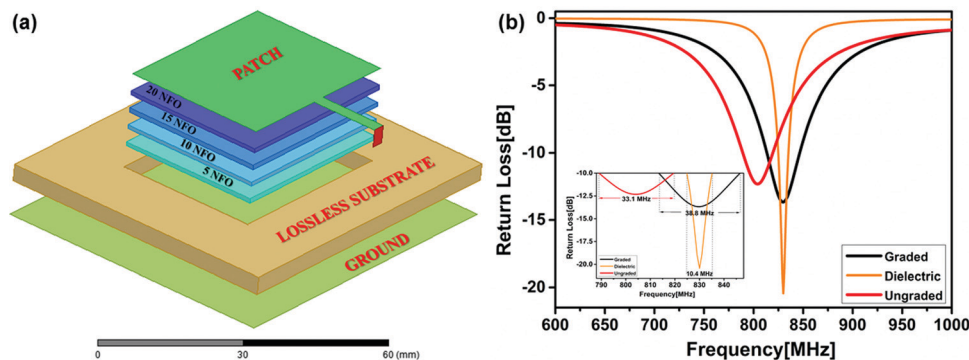 (a)
PATCH
20 NFO
15 NFO
10 NFO
5 NFO
LOSSLESS SUBSTRATE
GROUND
0 30 60 (mm)
(b)
Return Loss[dB]
0
-5
-10
-15
-20
600 650 700 750 800 850 900 950 1000
Frequency[MHz]
Graded
Dielectric
Ungraded
Return Loss[dB]
-10.0
-12.5
-15.0
-17.5
-20.0
33.1 MHz
38.8 MHz
10.4 MHz
Graded
Dielectric
Ungraded
790 800 810 820 830 840
Frequency[MHz]